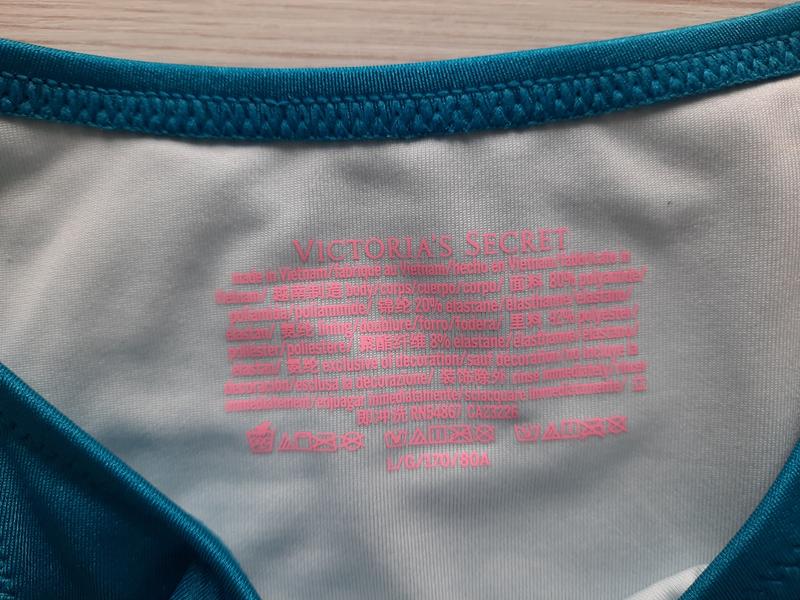 VICTORIA'S SECRET
made in Vietnam/fabriqué au Vietnam/hecho en Vietnam/fabbricato in
Vietnam/ 越南制造 body/corps/cuerpo/corpo/ 面料 80% polyamide/
poliamida/poliammide/ 锦纶 20% elastane/élasthanne/elastano/
elastan/ 氨纶 lining/doublure/forro/fodera/ 里料 92% polyester/
poliéster/poliestere/ 聚酯纤维 8% elastane/élasthanne/elastano/
elastan/ 氨纶 exclusive of decoration/sauf décoration/no incluye la
decoración/esclusa la decorazione/ 装饰除外 rinse immediately/rincer
immédiatement/enjuagar inmediatamente/sciacquare immediatamente/ 立
即冲洗 RN54867 CA23226
L/G/170/80A